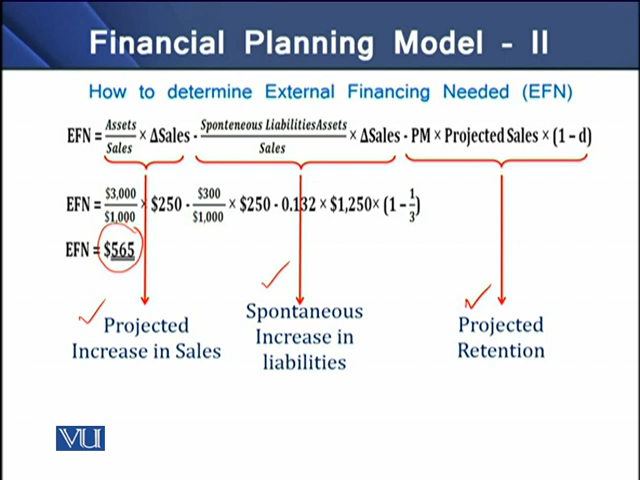 Financial Planning Model - II
How to determine External Financing Needed (EFN)
EFN = Assets/Sales × ΔSales - Sponteneous LiabilitiesAssets/Sales × ΔSales - PM × Projected Sales × (1 – d)
EFN = $3,000/$1,000 × $250 - $300/$1,000 × $250 - 0.132 × $1,250× (1 – 1/3)
EFN = $565
Projected
Increase in Sales
Spontaneous
Increase in
liabilities
Projected
Retention
VU